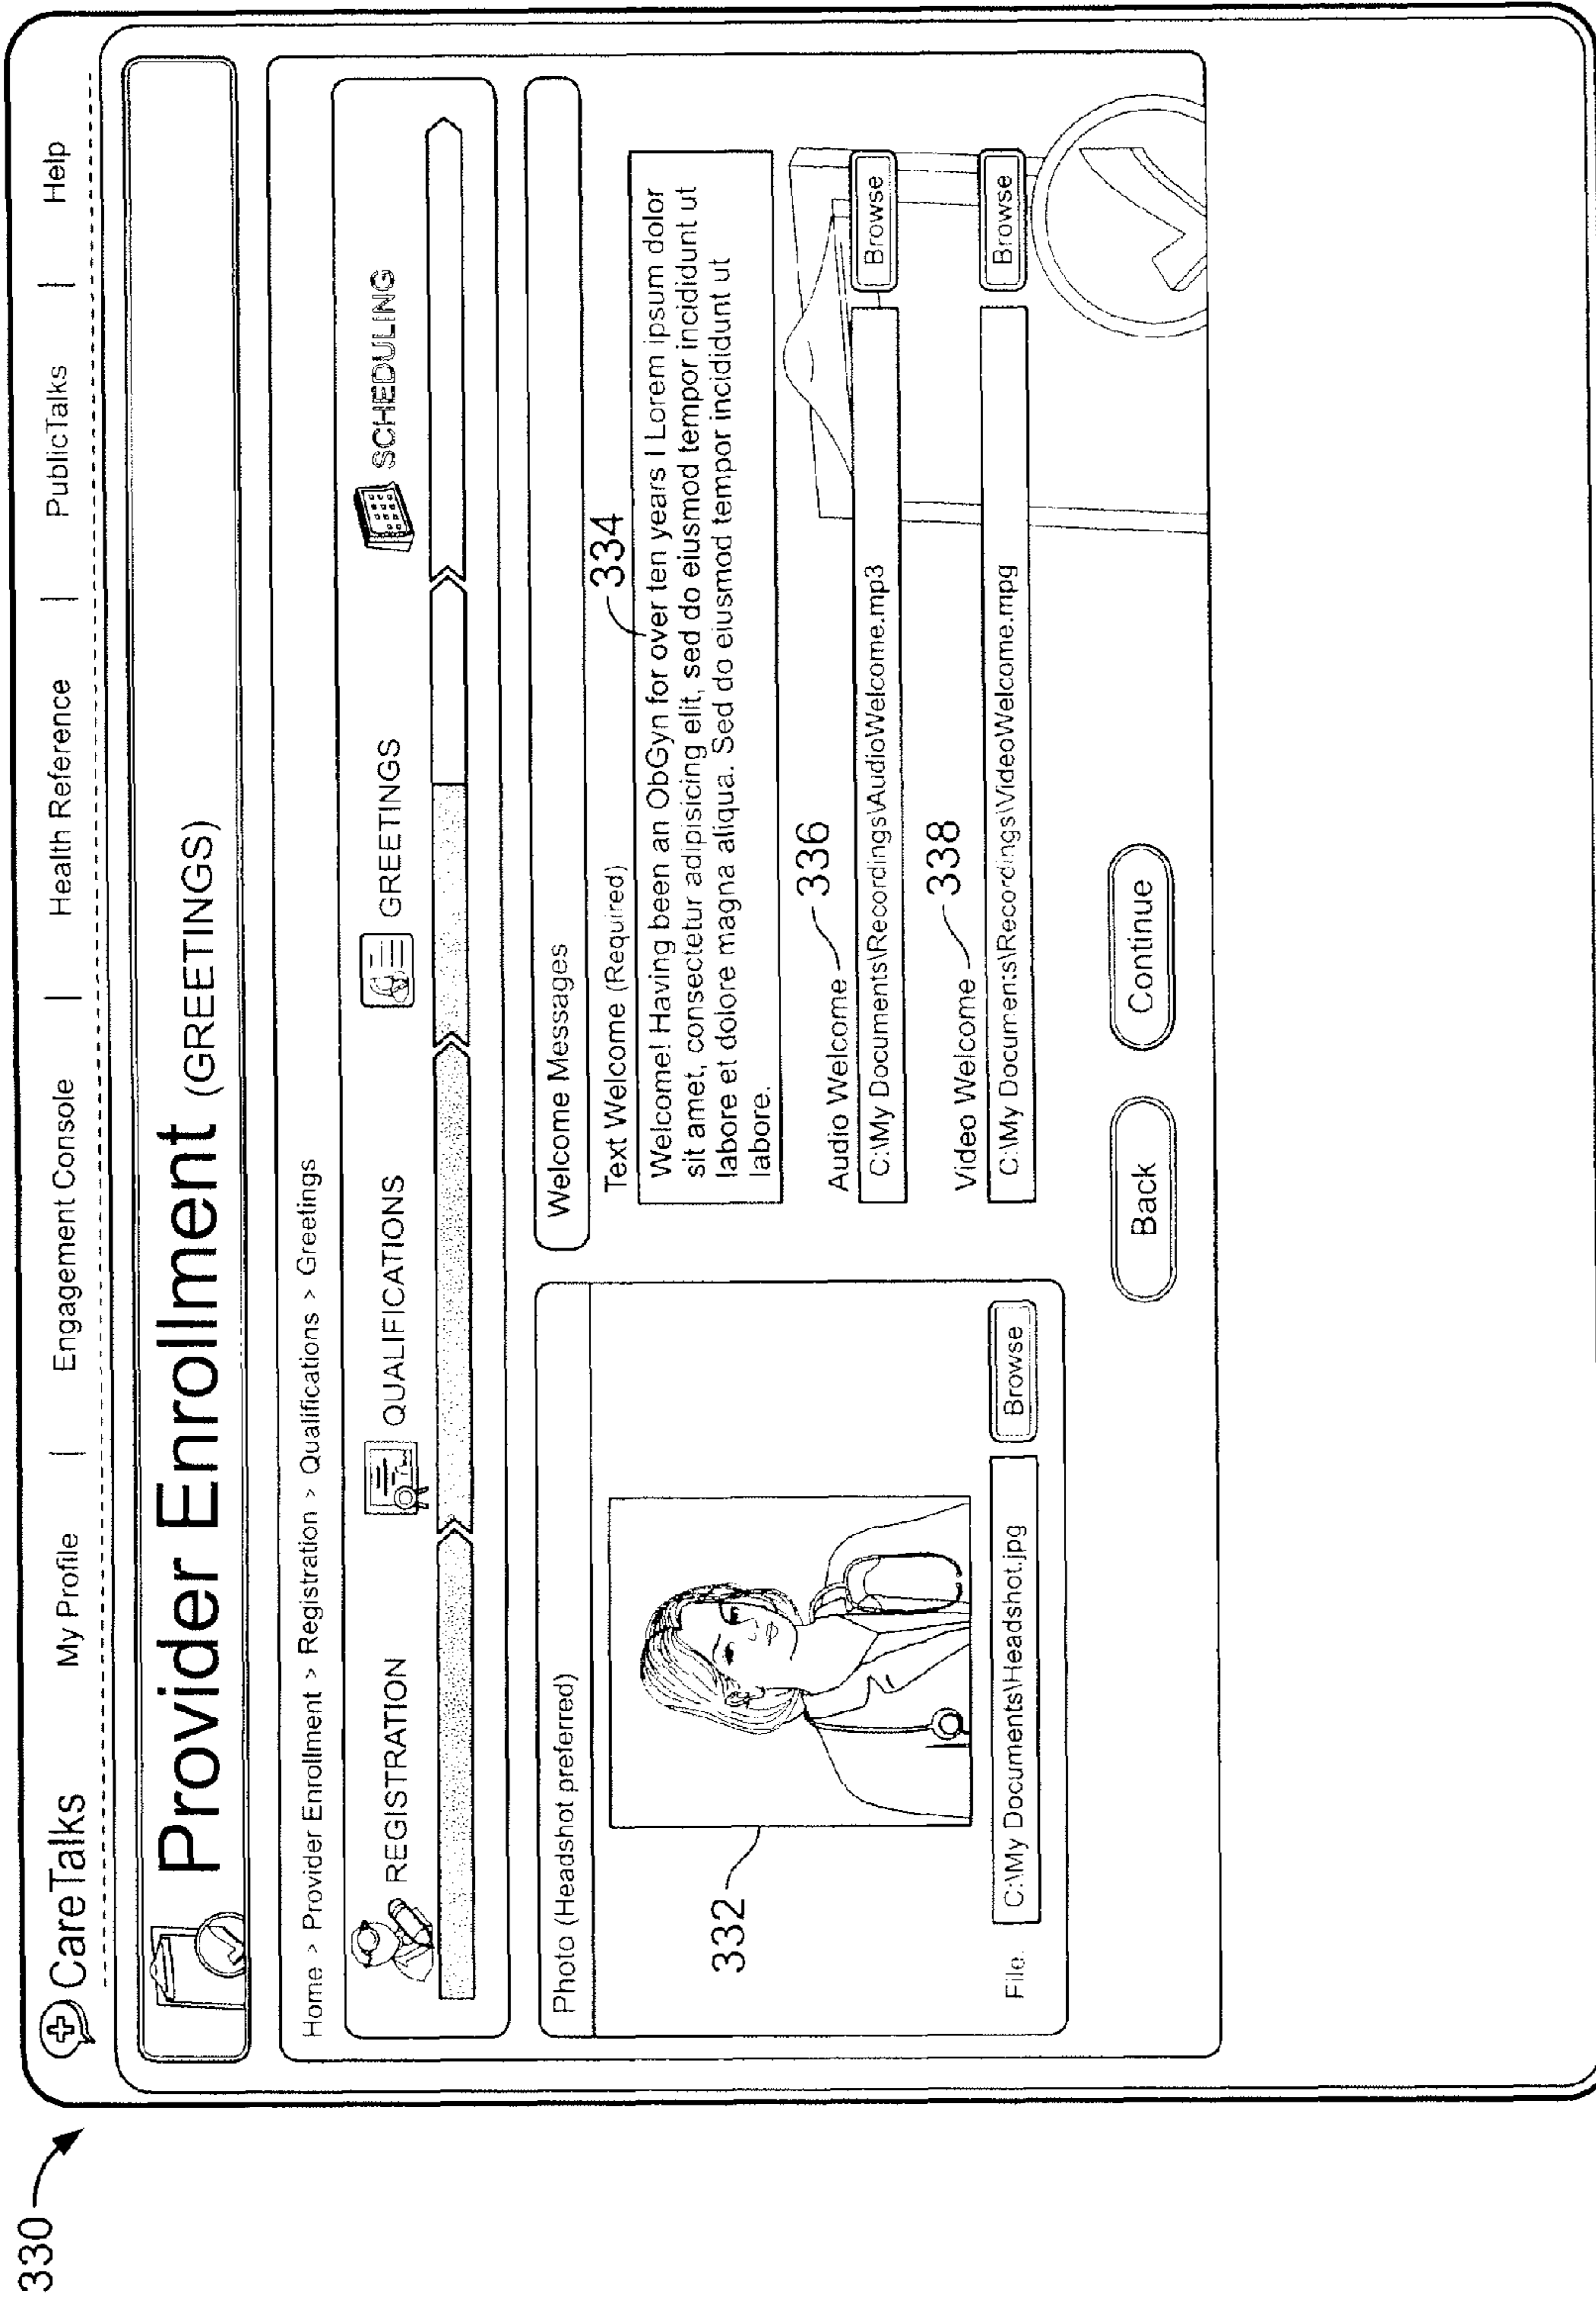 330
CareTalks My Profile | Engagement Console | Health Reference | PublicTalks | Help
Provider Enrollment (GREETINGS)
Home > Provider Enrollment > Registration > Qualifications > Greetings
REGISTRATION QUALIFICATIONS GREETINGS SCHEDULING
Photo (Headshot preferred)
332
File. C:\My Documents\Headshot.jpg Browse
Welcome Messages
Text Welcome (Required)
334
Welcome! Having been an ObGyn for over ten years I Lorem ipsum dolor
sit amet, consectetur adipisicing elit, sed do eiusmod tempor incididunt ut
labore et dolore magna aliqua. Sed do eiusmod tempor incididunt ut
labore.
Audio Welcome 336
C:\My Documents\Recordings\AudioWelcome.mp3 Browse
Video Welcome 338
C:\My Documents\Recordings\VideoWelcome.mpg Browse
Back Continue